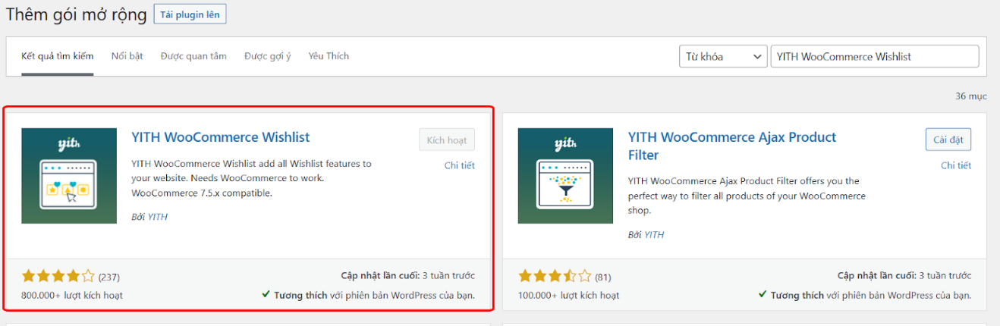 Thêm gói mở rộng Tải plugin lên
Kết quả tìm kiếm Nổi bật Được quan tâm Được gợi ý Yêu Thích Từ khóa YITH WooCommerce Wishlist
36 mục
yith
YITH WooCommerce Wishlist
Kích hoạt
Chi tiết
YITH WooCommerce Wishlist add all Wishlist features to
your website. Needs WooCommerce to work.
WooCommerce 7.5.x compatible.
Bởi YITH
(237)
Cập nhật lần cuối: 3 tuần trước
800.000+ lượt kích hoạt
Tương thích với phiên bản WordPress của bạn.
yith
YITH WooCommerce Ajax Product
Filter
Cài đặt
Chi tiết
YITH WooCommerce Ajax Product Filter offers you the
perfect way to filter all products of your WooCommerce
shop.
Bởi YITH
(81)
Cập nhật lần cuối: 3 tuần trước
100.000+ lượt kích hoạt
Tương thích với phiên bản WordPress của bạn.